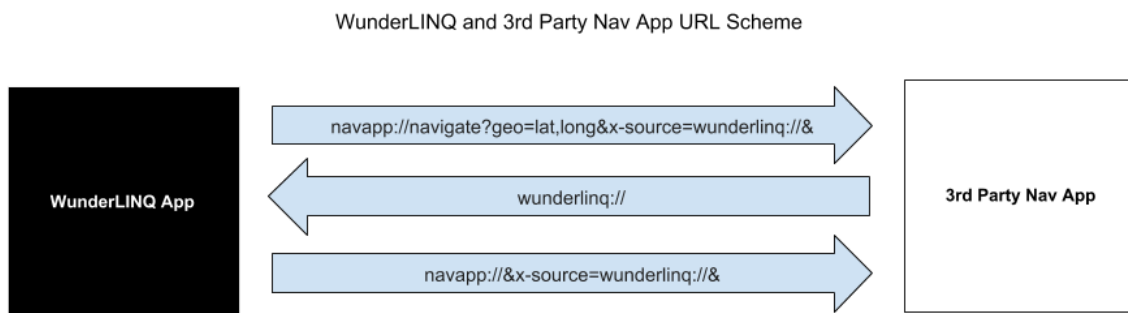 WunderLINQ and 3rd Party Nav App URL Scheme
navapp://navigate?geo=lat,long&x-source=wunderlinq://&
WunderLINQ App
wunderlinq://
3rd Party Nav App
navapp://&x-source=wunderlinq://&